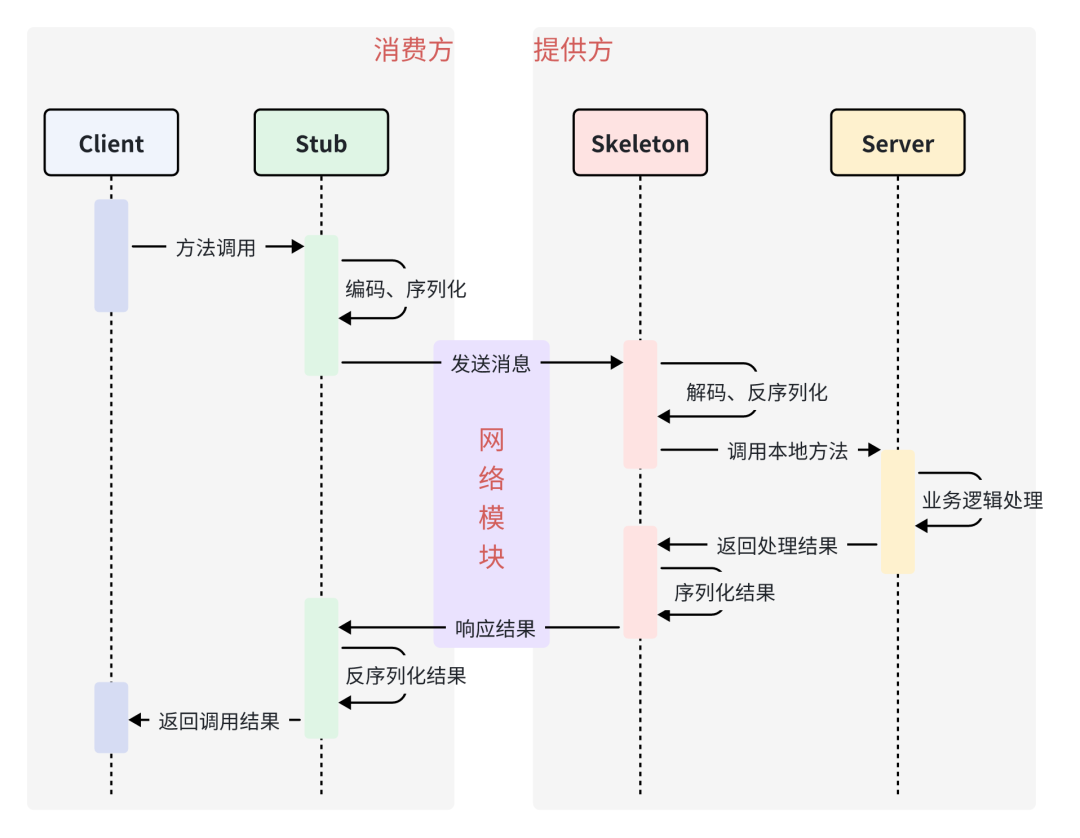 消费方
提供方
Client
Stub
Skeleton
Server
方法调用
编码、序列化
发送消息
解码、反序列化
网
络
模
块
调用本地方法
业务逻辑处理
返回处理结果
序列化结果
响应结果
反序列化结果
返回调用结果